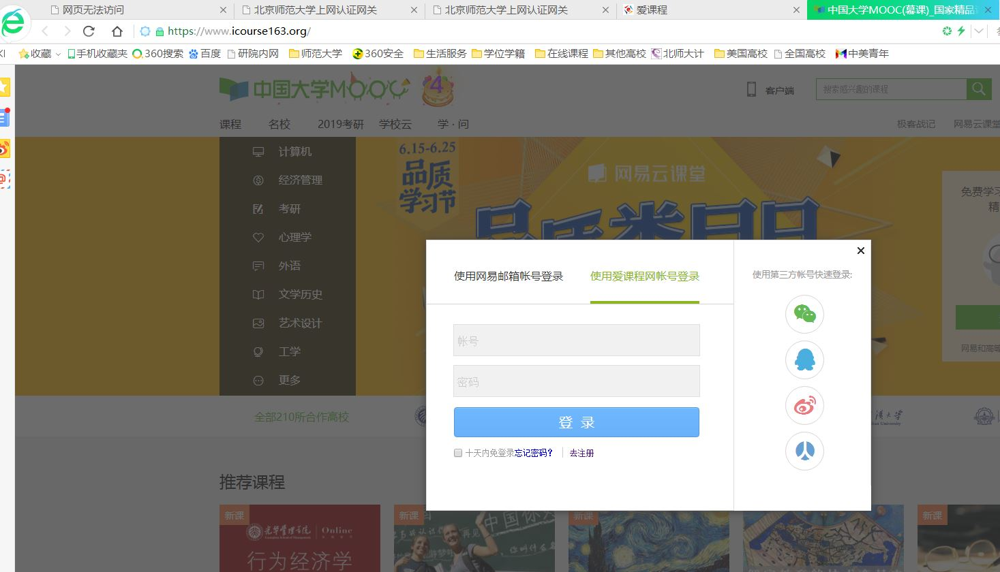 网页无法访问
北京师范大学上网认证网关
北京师范大学上网认证网关
爱课程
中国大学MOOC(慕课)_国家精品
https://www.icourse163.org/
收藏
手机收藏夹
360搜索
百度
研院内网
师范大学
360安全
生活服务
学位学籍
在线课程
其他高校
北师大计
美国高校
全国高校
中美青年
中国大学MOOC
4
客户端
搜索感兴趣的课程
课程
名校
2019考研
学校云
学·问
极客战记
网易云课堂
计算机
经济管理
考研
心理学
外语
文学历史
艺术设计
工学
更多
6.15-6.25
品质
学习节
网易云课堂
品质类目日
免费学习
精
网易和高等
使用网易邮箱帐号登录
使用爱课程网帐号登录
帐号
密码
登 录
十天内免登录
忘记密码?
去注册
使用第三方帐号快速登录:
全部210所合作高校
推荐课程
新课
新课
新课
新课
光华管理学院
Online
行为经济学